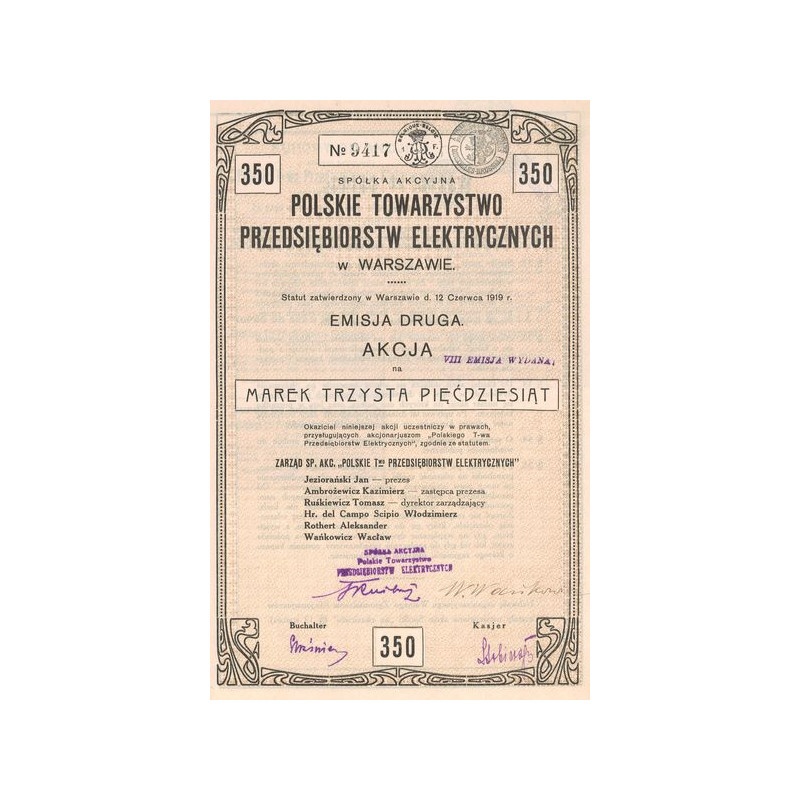 № 9417
350
350
SPÓŁKA AKCYJNA
POLSKIE TOWARZYSTWO
PRZEDSIĘBIORSTW ELEKTRYCZNYCH
w WARSZAWIE.
Statut zatwierdzony w Warszawie d. 12 Czerwca 1919 r.
EMISJA DRUGA.
AKCJA
VIII EMISJA WYDANA,
na
MAREK TRZYSTA PIĘĆDZIESIĄT
Okaziciel niniejszej akcji uczestniczy w prawach,
przysługujących akcjonarjuszom „Polskiego T-wa
Przedsiębiorstw Elektrycznych", zgodnie ze statutem.
ZARZĄD SP. AKC. „POLSKIE Twᵒ PRZEDSIĘBIORSTW ELEKTRYCZNYCH"
Jeziorański Jan — prezes
Ambrożewicz Kazimierz — zastępca prezesa
Ruśkiewicz Tomasz — dyrektor zarządzający
Hr. del Campo Scipio Włodzimierz
Rothert Aleksander
Wańkowicz Wacław
SPÓŁKA AKCYJNA
Polskie Towarzystwo
PRZEDSIĘBIORSTW ELEKTRYCZNYCH
Buchalter
Kasjer
350